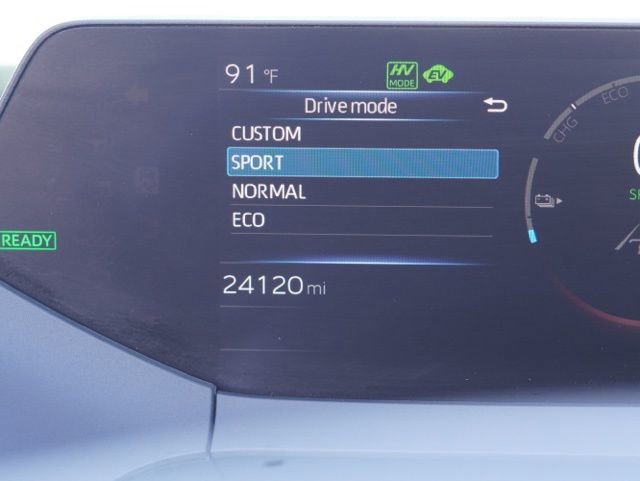 91 °F
HV
MODE
EV
Drive mode
CUSTOM
SPORT
NORMAL
ECO
READY
24120 mi
CHG
ECO